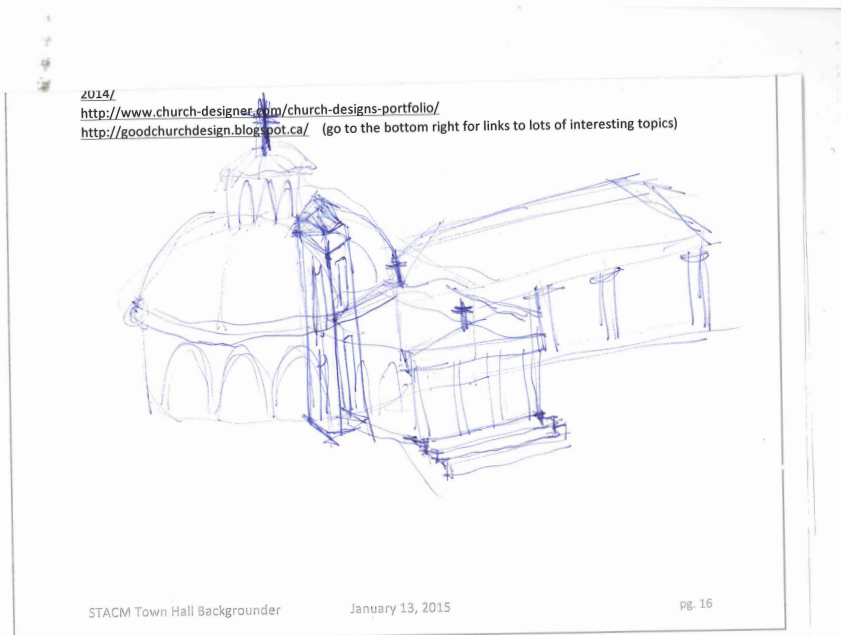 2014/
http://www.church-designer.com/church-designs-portfolio/
http://goodchurchdesign.blogspot.ca/ (go to the bottom right for links to lots of interesting topics)
STACM Town Hall Backgrounder January 13, 2015 pg. 16